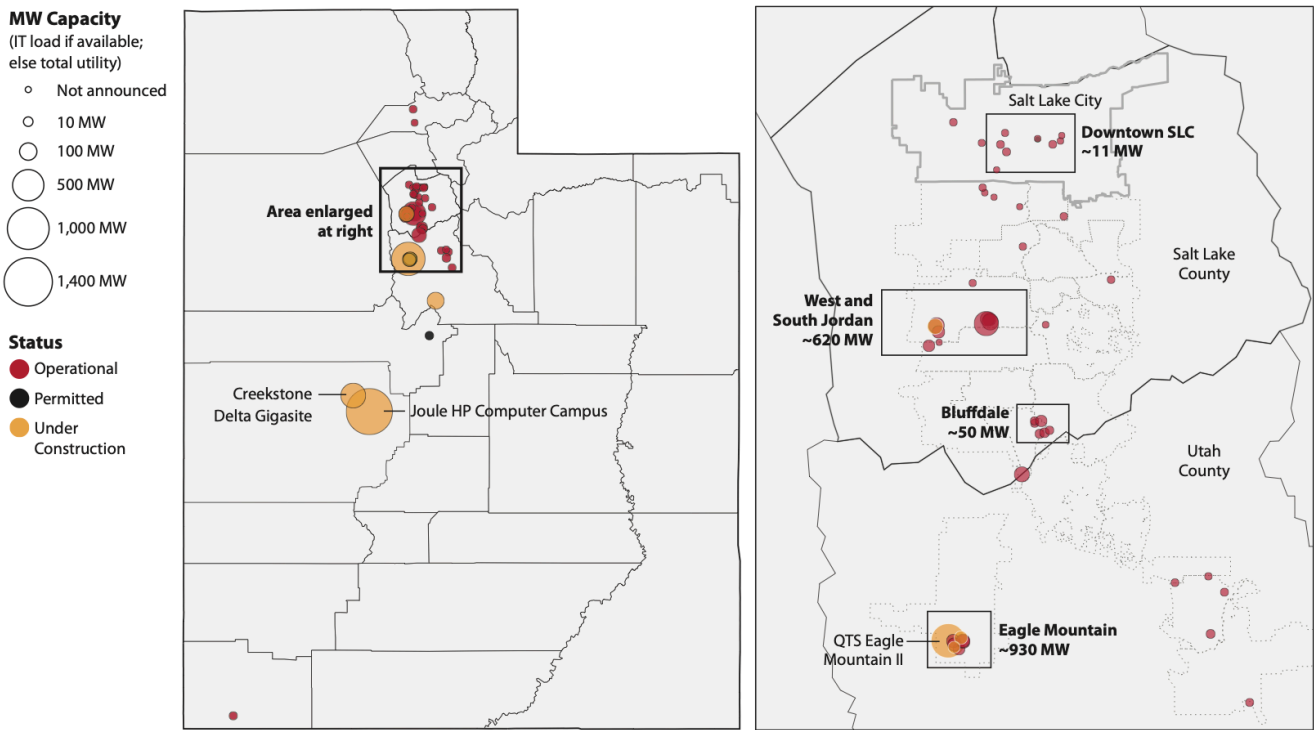 MW Capacity
(IT load if available;
else total utility)
Not announced
10 MW
100 MW
500 MW
1,000 MW
1,400 MW
Status
Operational
Permitted
Under
Construction
Area enlarged
at right
Creekstone
Delta Gigasite
Joule HP Computer Campus
Salt Lake City
Downtown SLC
~11 MW
Salt Lake
County
West and
South Jordan
~620 MW
Bluffdale
~50 MW
Utah
County
QTS Eagle
Mountain II
Eagle Mountain
~930 MW